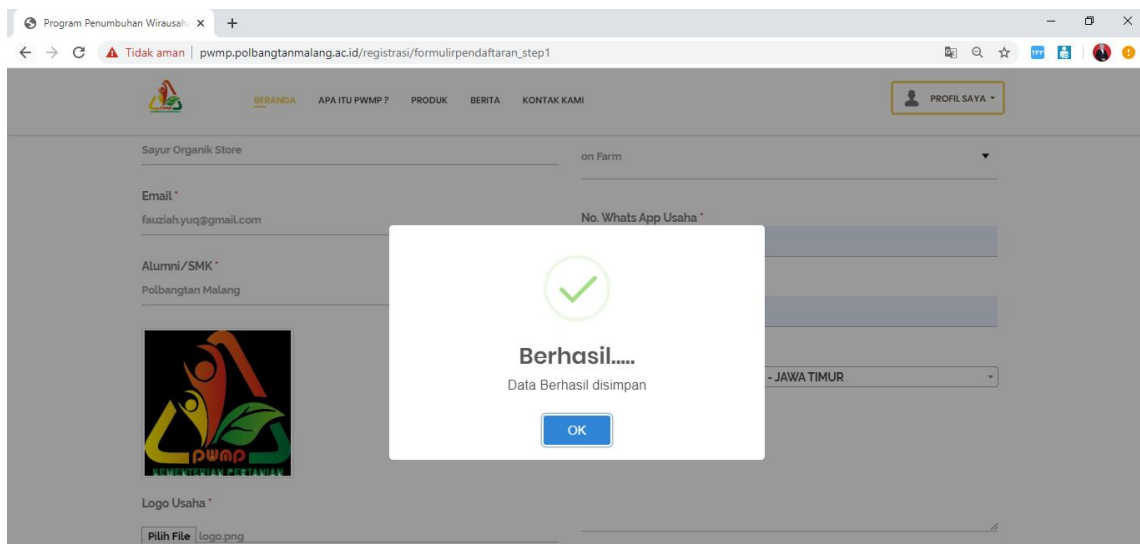 Program Penumbuhan Wirausah
Tidak aman | pwmp.polbangtanmalang.ac.id/registrasi/formulirpendaftaran_step1
BERANDA APA ITU PWMP ? PRODUK BERITA KONTAK KAMI PROFIL SAYA
Sayur Organik Store
on Farm
Email *
fauziah.yuq@gmail.com
No. Whats App Usaha *
Alumni/SMK *
Polbangtan Malang
Berhasil.....
Data Berhasil disimpan
OK
- JAWA TIMUR
pwmp
KEMENTERIAN PERTANIAN
Logo Usaha *
Pilih File logo.png